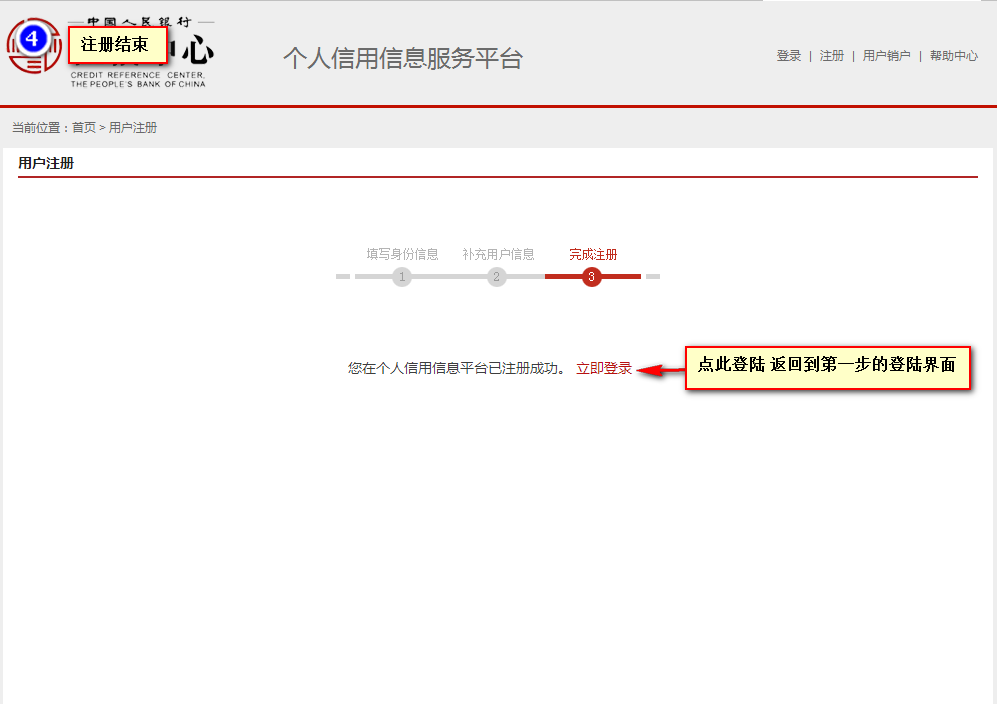 中国人民银行
4
注册结束
心
CREDIT REFERENCE CENTER,
THE PEOPLE'S BANK OF CHINA
个人信用信息服务平台
登录 | 注册 | 用户销户 | 帮助中心
当前位置：首页 > 用户注册
用户注册
填写身份信息 补充用户信息 完成注册
1 2 3
您在个人信用信息平台已注册成功。 立即登录
点此登陆 返回到第一步的登陆界面